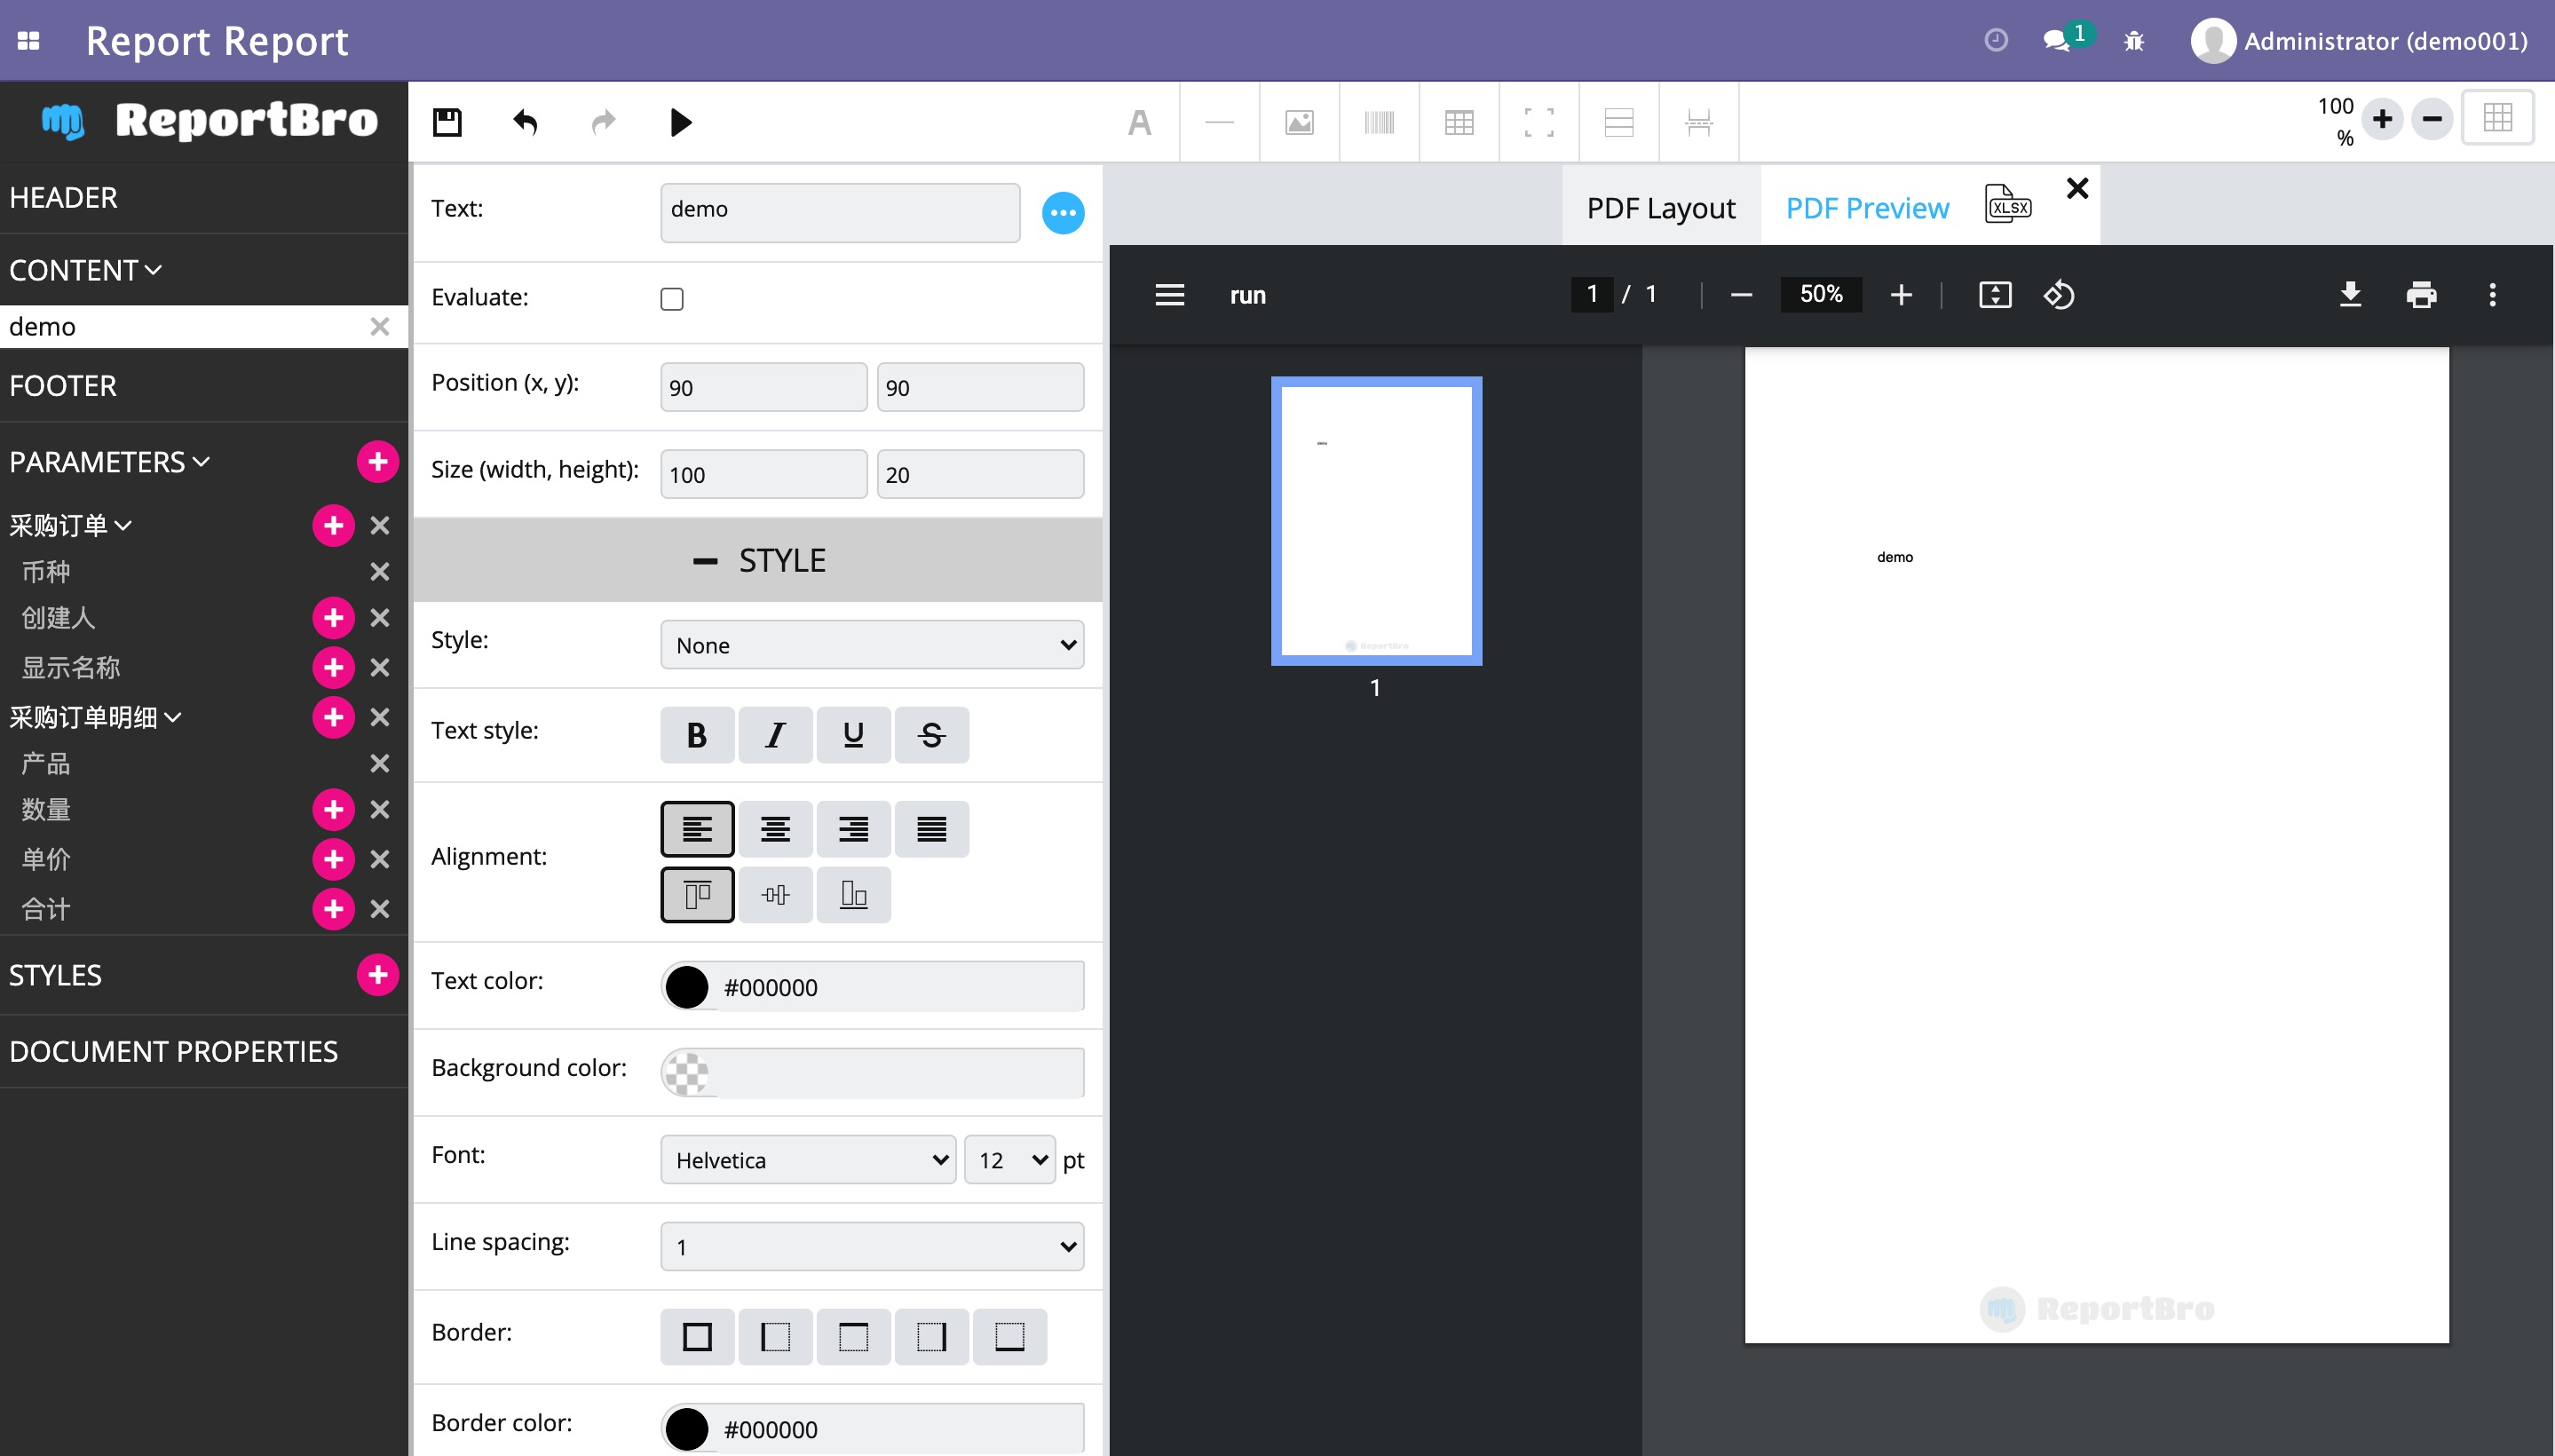 Report Report
1
Administrator (demo001)
ReportBro
A
100
%
HEADER
CONTENT
demo
FOOTER
PARAMETERS
采购订单
币种
创建人
显示名称
采购订单明细
产品
数量
单价
合计
STYLES
DOCUMENT PROPERTIES
Text: demo
Evaluate:
Position (x, y): 90 90
Size (width, height): 100 20
STYLE
Style: None
Text style: B I U S
Alignment:
Text color: #000000
Background color:
Font: Helvetica 12 pt
Line spacing: 1
Border:
Border color: #000000
PDF Layout PDF Preview XLSX
run 1 / 1 50%
ReportBro
1
demo
ReportBro